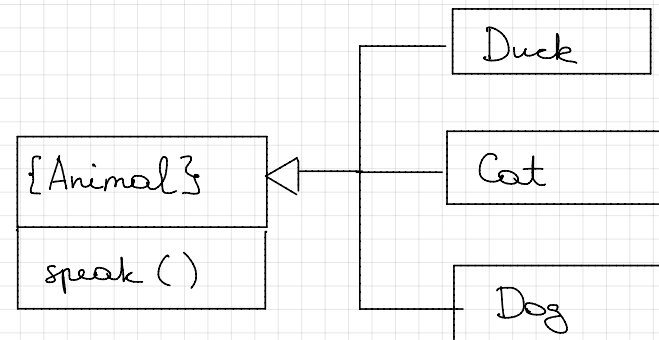 Duck
{Animal}
Cat
speak()
Dog